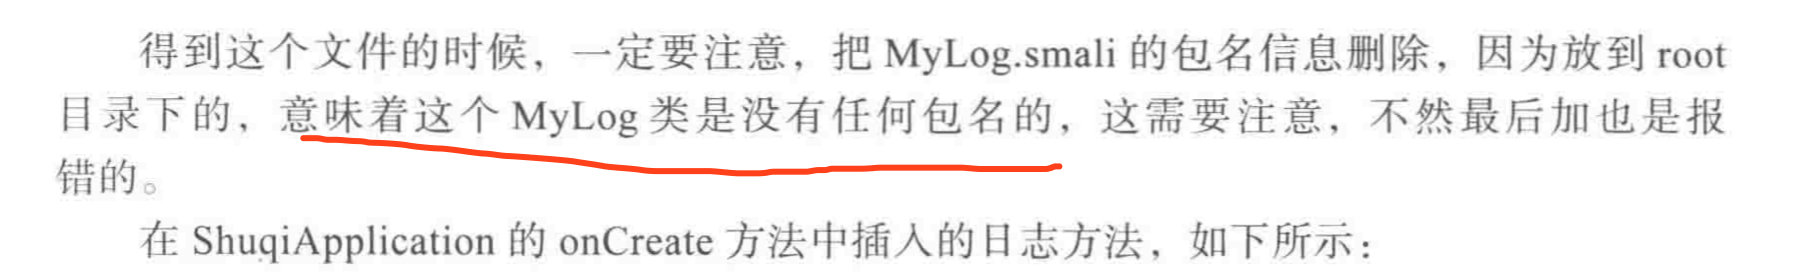 得到这个文件的时候，一定要注意，把 MyLog.smali 的包名信息删除，因为放到 root
目录下的，意味着这个 MyLog 类是没有任何包名的，这需要注意，不然最后加也是报
错的。
在 ShuqiApplication 的 onCreate 方法中插入的日志方法，如下所示：